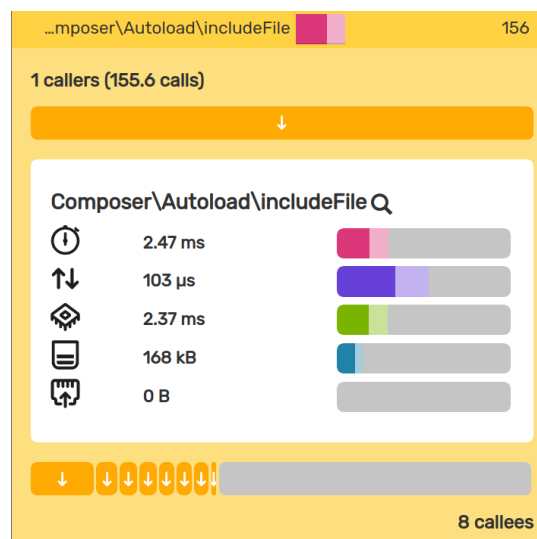 …mposer\Autoload\includeFile 156
1 callers (155.6 calls)
Composer\Autoload\includeFile
2.47 ms
103 µs
2.37 ms
168 kB
0 B
8 callees